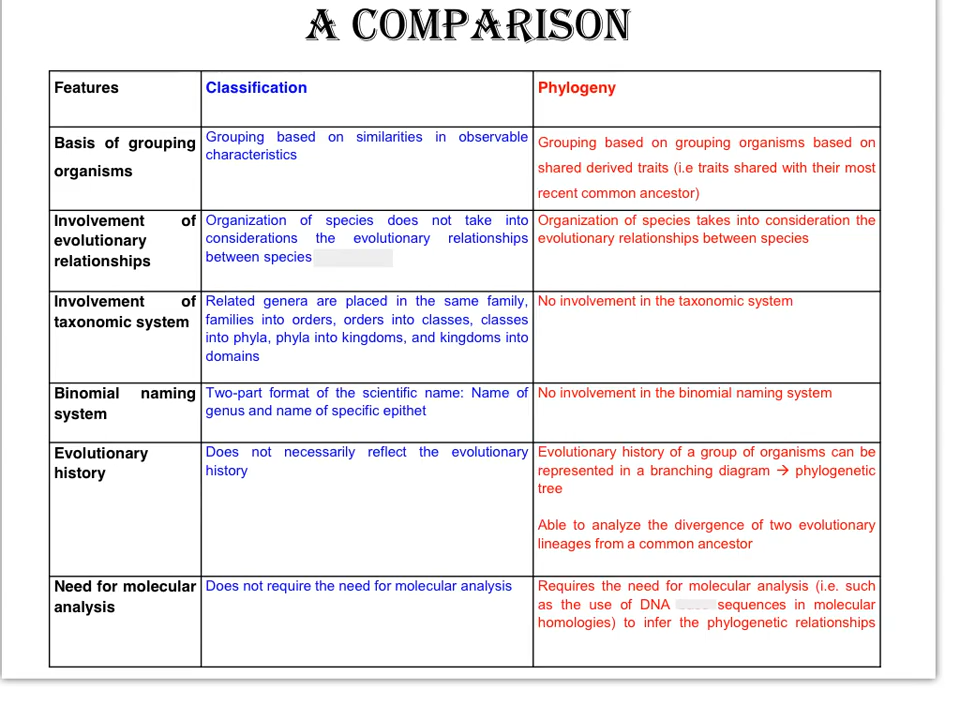 A COMPARISON
Features
Classification
Phylogeny
Basis of grouping
organisms
Grouping based on similarities in observable
characteristics
Grouping based on grouping organisms based on
shared derived traits (i.e traits shared with their most
recent common ancestor)
Involvement of
evolutionary
relationships
Organization of species does not take into
considerations the evolutionary relationships
between species
Organization of species takes into consideration the
evolutionary relationships between species
Involvement of
taxonomic system
Related genera are placed in the same family,
families into orders, orders into classes, classes
into phyla, phyla into kingdoms, and kingdoms into
domains
No involvement in the taxonomic system
Binomial naming
system
Two-part format of the scientific name: Name of
genus and name of specific epithet
No involvement in the binomial naming system
Evolutionary
history
Does not necessarily reflect the evolutionary
history
Evolutionary history of a group of organisms can be
represented in a branching diagram → phylogenetic
tree
Able to analyze the divergence of two evolutionary
lineages from a common ancestor
Need for molecular
analysis
Does not require the need for molecular analysis
Requires the need for molecular analysis (i.e. such
as the use of DNA sequences in molecular
homologies) to infer the phylogenetic relationships